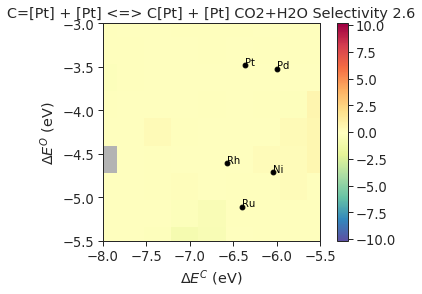 C=[Pt] + [Pt] <=> C[Pt] + [Pt] CO2+H2O Selectivity 2.6
−3.0
−3.5
−4.0
−4.5
−5.0
−5.5
ΔE^O (eV)
Pt
Pd
Rh
Ni
Ru
−8.0 −7.5 −7.0 −6.5 −6.0 −5.5
ΔE^C (eV)
10.0
7.5
5.0
2.5
0.0
−2.5
−5.0
−7.5
−10.0